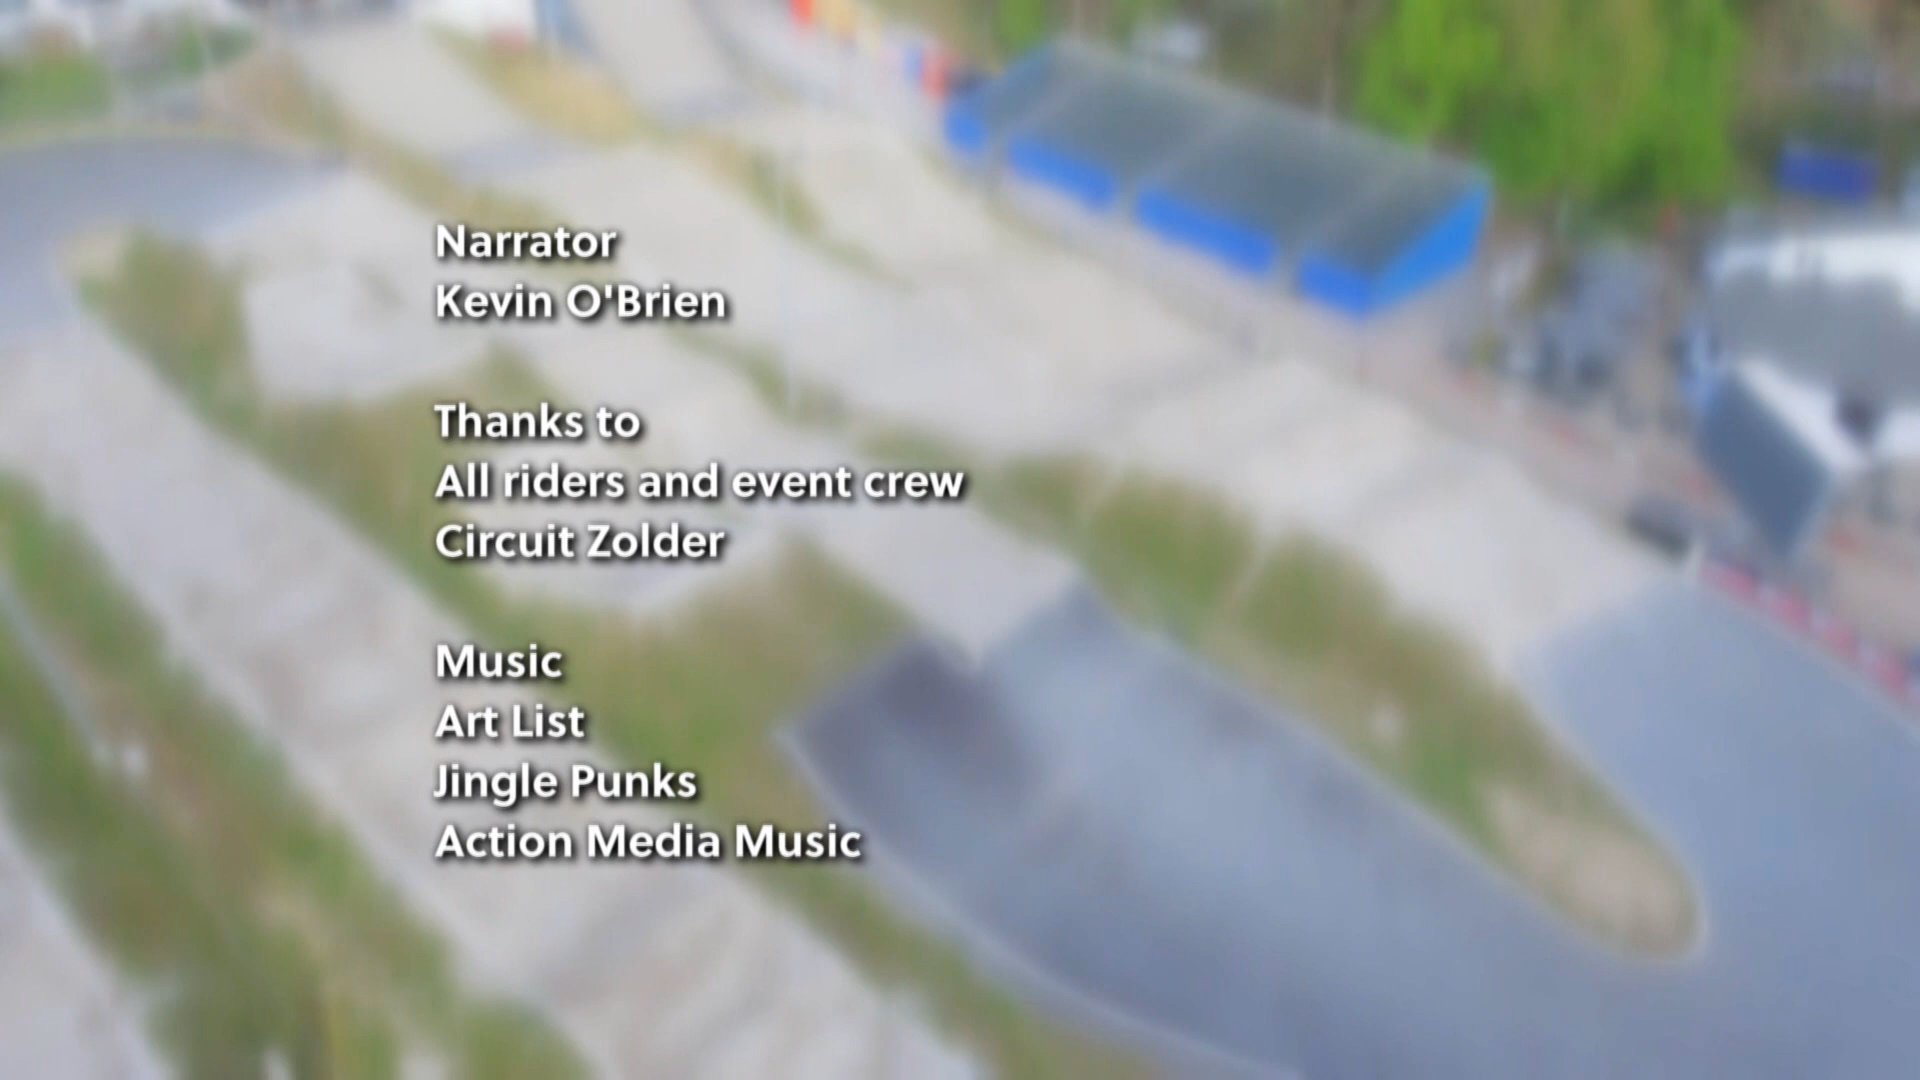 Narrator
Kevin O'Brien
Thanks to
All riders and event crew
Circuit Zolder
Music
Art List
Jingle Punks
Action Media Music